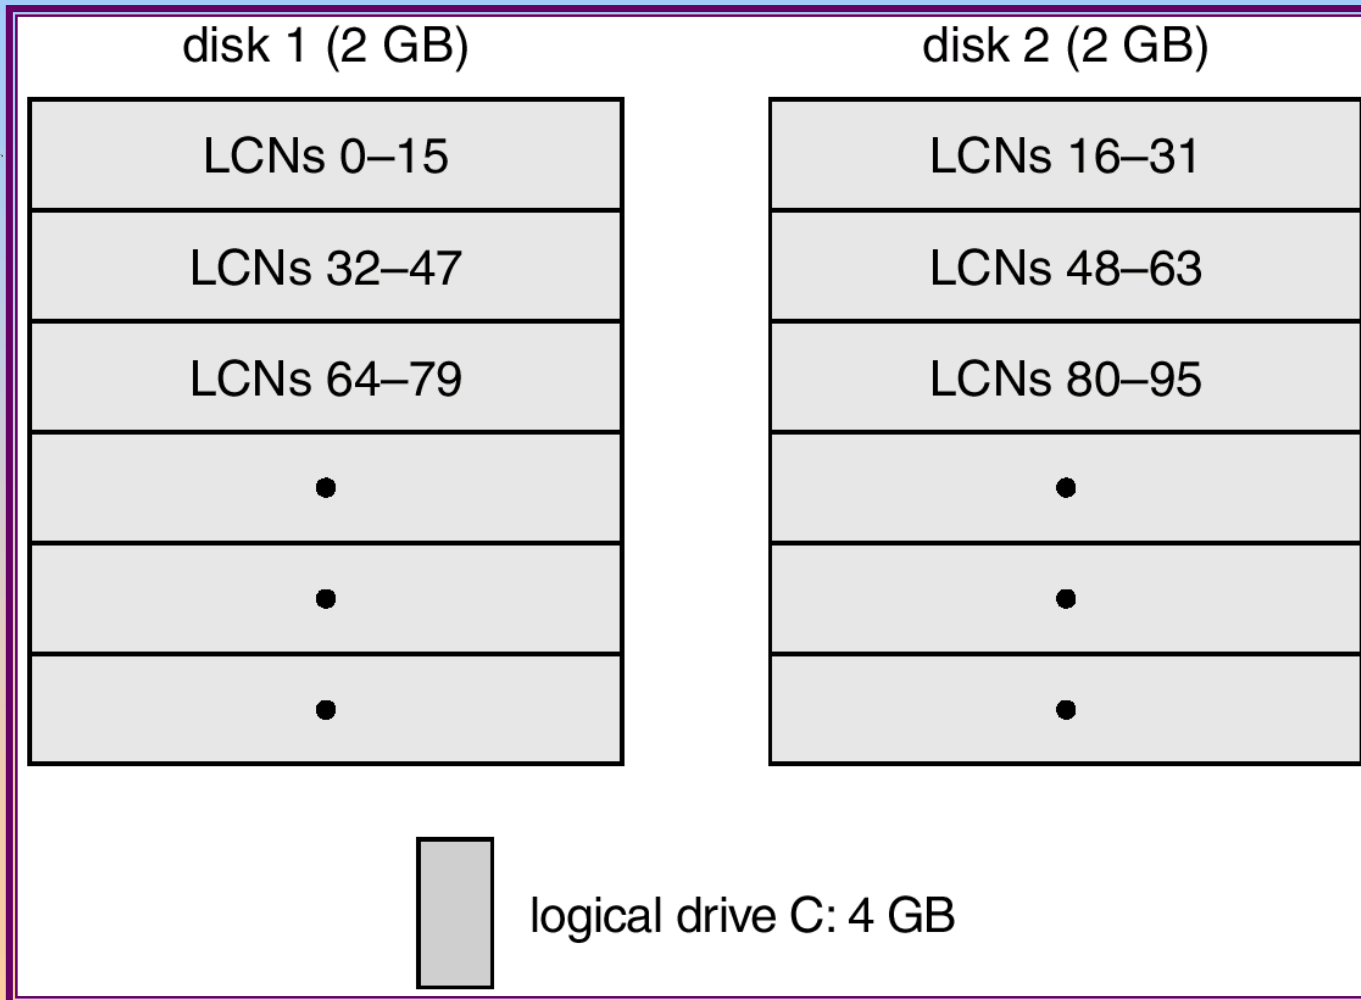 disk 1 (2 GB)
disk 2 (2 GB)
LCNs 0–15
LCNs 16–31
LCNs 32–47
LCNs 48–63
LCNs 64–79
LCNs 80–95
logical drive C: 4 GB